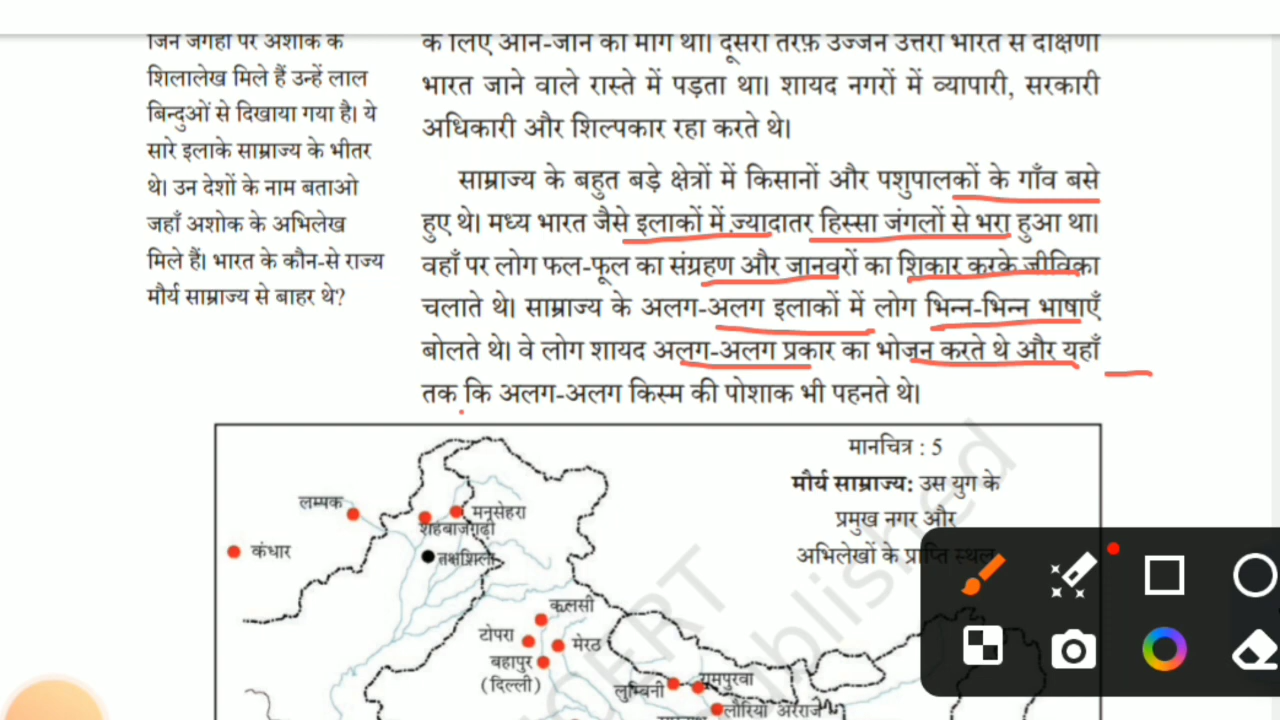 जिन जगहों पर अशोक के
शिलालेख मिले हैं उन्हें लाल
बिन्दुओं से दिखाया गया है। ये
सारे इलाके साम्राज्य के भीतर
थे। उन देशों के नाम बताओ
जहाँ अशोक के अभिलेख
मिले हैं। भारत के कौन-से राज्य
मौर्य साम्राज्य से बाहर थे?
के लिए आने-जाने का मार्ग था। दूसरी तरफ़ उज्जैन उत्तरी भारत से दक्षिणी
भारत जाने वाले रास्ते में पड़ता था। शायद नगरों में व्यापारी, सरकारी
अधिकारी और शिल्पकार रहा करते थे।
साम्राज्य के बहुत बड़े क्षेत्रों में किसानों और पशुपालकों के गाँव बसे
हुए थे। मध्य भारत जैसे इलाकों में ज्यादातर हिस्सा जंगलों से भरा हुआ था।
वहाँ पर लोग फल-फूल का संग्रहण और जानवरों का शिकार करके जीविका
चलाते थे। साम्राज्य के अलग-अलग इलाकों में लोग भिन्न-भिन्न भाषाएँ
बोलते थे। वे लोग शायद अलग-अलग प्रकार का भोजन करते थे और यहाँ
तक कि अलग-अलग किस्म की पोशाक भी पहनते थे।
मानचित्र : 5
मौर्य साम्राज्य: उस युग के
प्रमुख नगर और
अभिलेखों के प्राप्ति स्थल
लम्पक
मनसेहरा
शहबाजगढ़ी
कंधार
तक्षशिला
कलसी
टोपरा
मेरठ
बहापुर
(दिल्ली)
लुम्बिनी
रामपुरवा
लौरिया अरराज
published